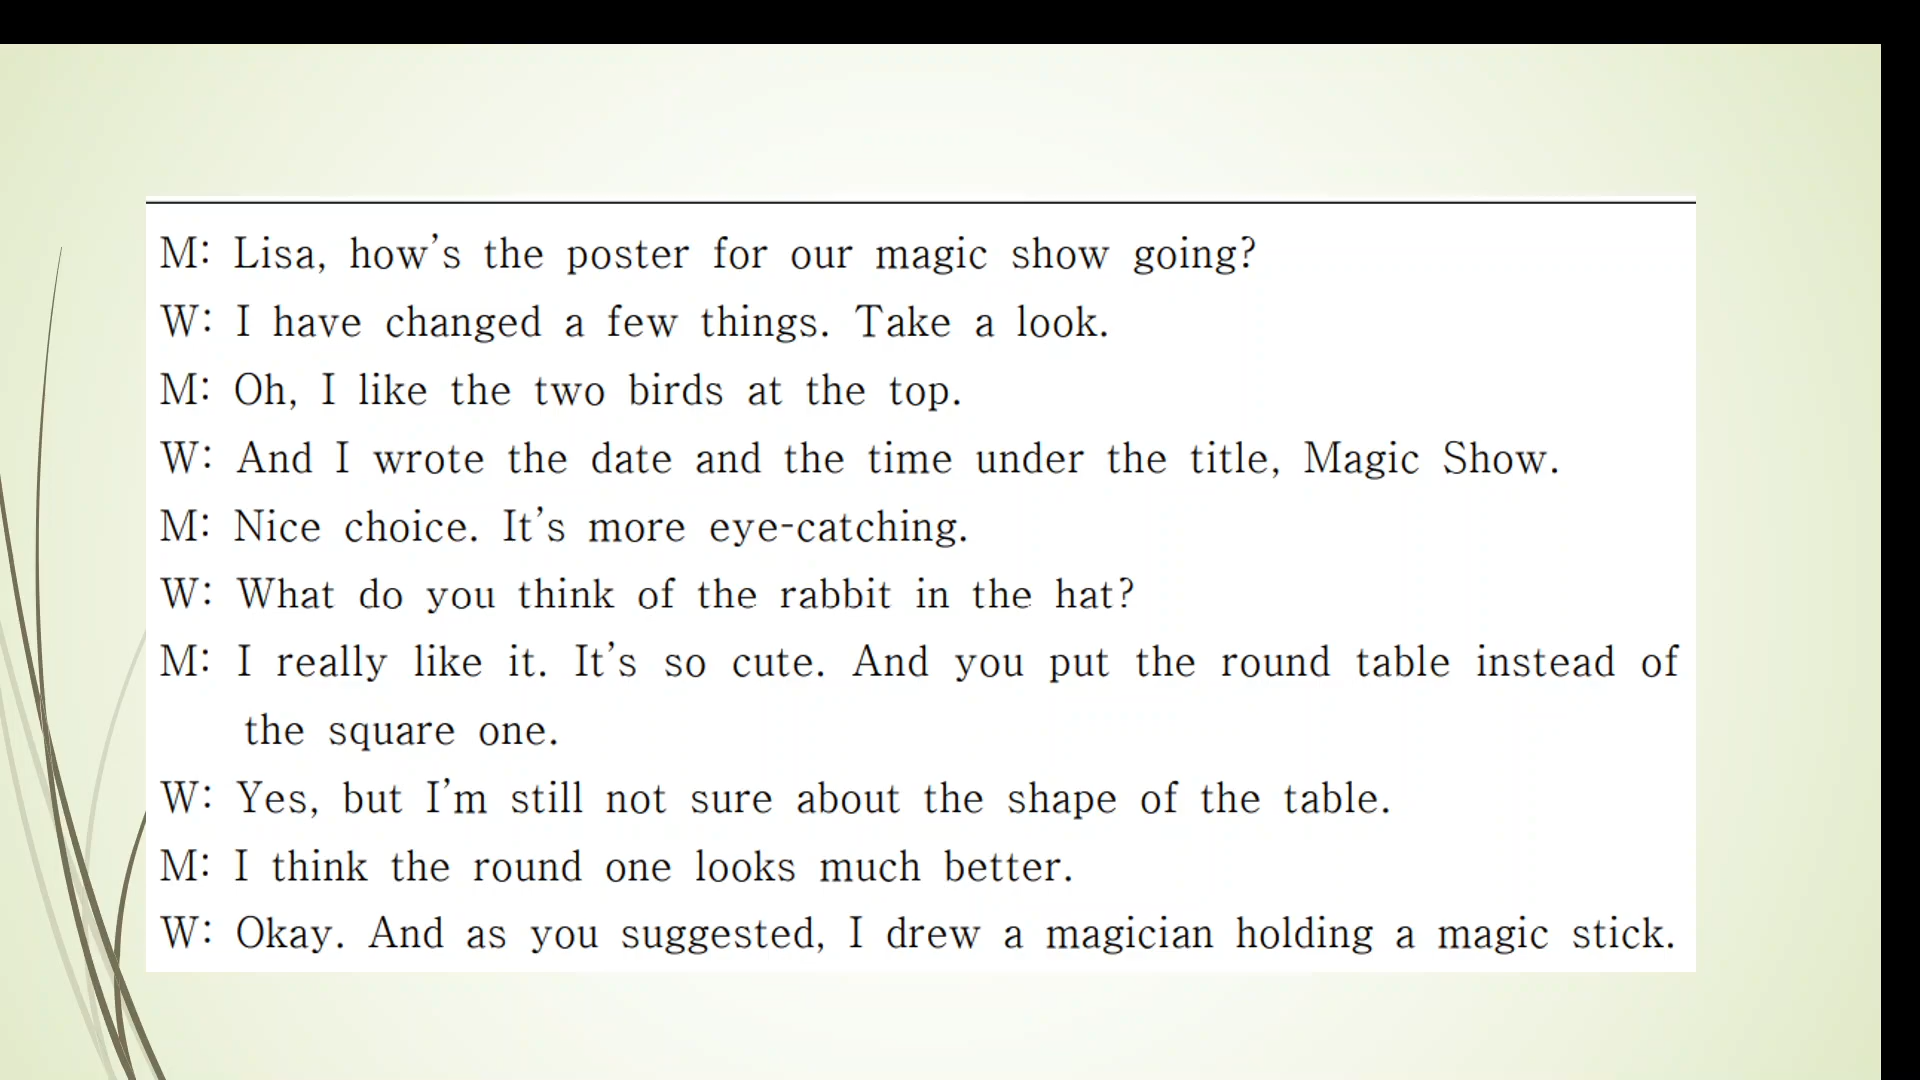 M: Lisa, how’s the poster for our magic show going?
W: I have changed a few things. Take a look.
M: Oh, I like the two birds at the top.
W: And I wrote the date and the time under the title, Magic Show.
M: Nice choice. It’s more eye-catching.
W: What do you think of the rabbit in the hat?
M: I really like it. It’s so cute. And you put the round table instead of
the square one.
W: Yes, but I’m still not sure about the shape of the table.
M: I think the round one looks much better.
W: Okay. And as you suggested, I drew a magician holding a magic stick.